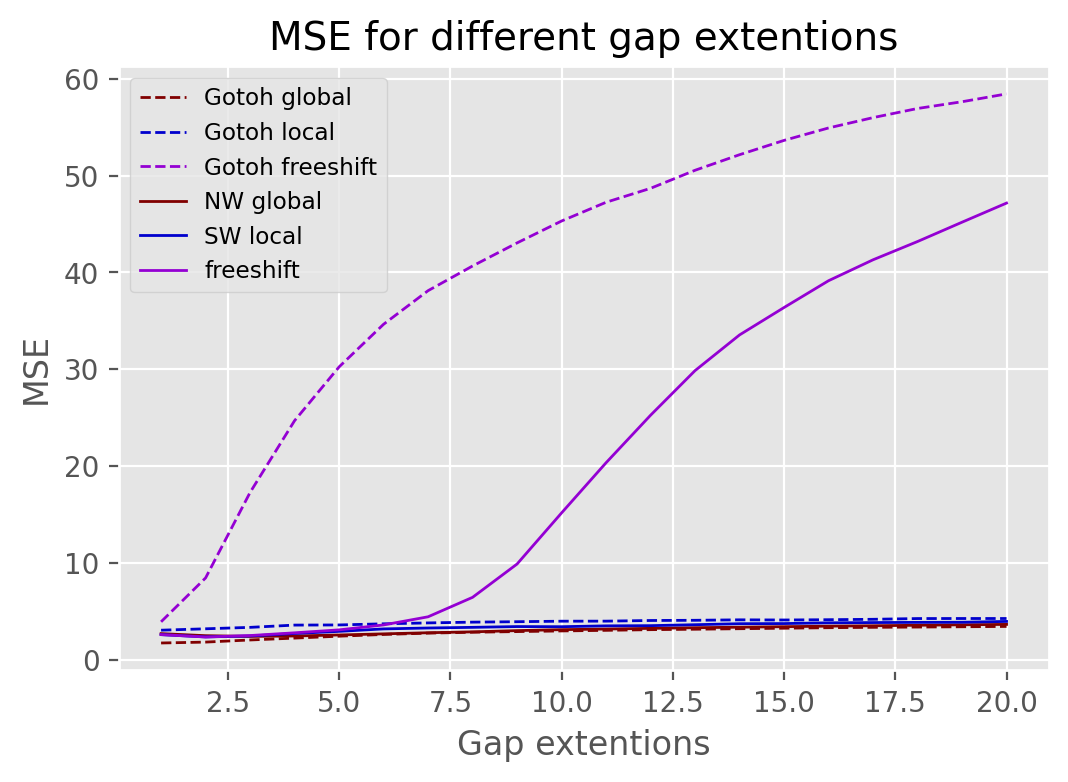 MSE for different gap extentions
Gotoh global
Gotoh local
Gotoh freeshift
NW global
SW local
freeshift
60
50
40
30
20
10
0
MSE
2.5 5.0 7.5 10.0 12.5 15.0 17.5 20.0
Gap extentions